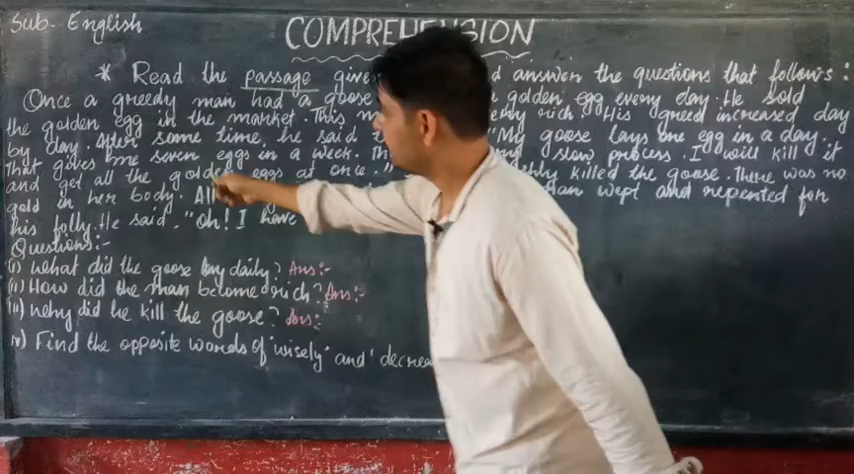 Sub- English
COMPREHENSION
* Read the passage give d answer the questions that follows :
Once a greedy man had a goose golden egg every day. He sold
the golden egg in the market. This m ery rich. His greed increased day
by day. After some time, he said "My goose lays one egg in a day.
That gives me seven eggs in a week. Th slow process. I will kill it
and get all the golden eggs at once." killed the goose. There was no
gold in her body. All man wept and repented for
his folly. He said. "Oh! I have
Questions:-
(i) What did the goose lay daily? Ans:-
(ii) How did the man become rich? Ans:-
(iii) Why did he kill the goose? Ans:
iv) Find the opposite words of 'wisely' and 'decrea